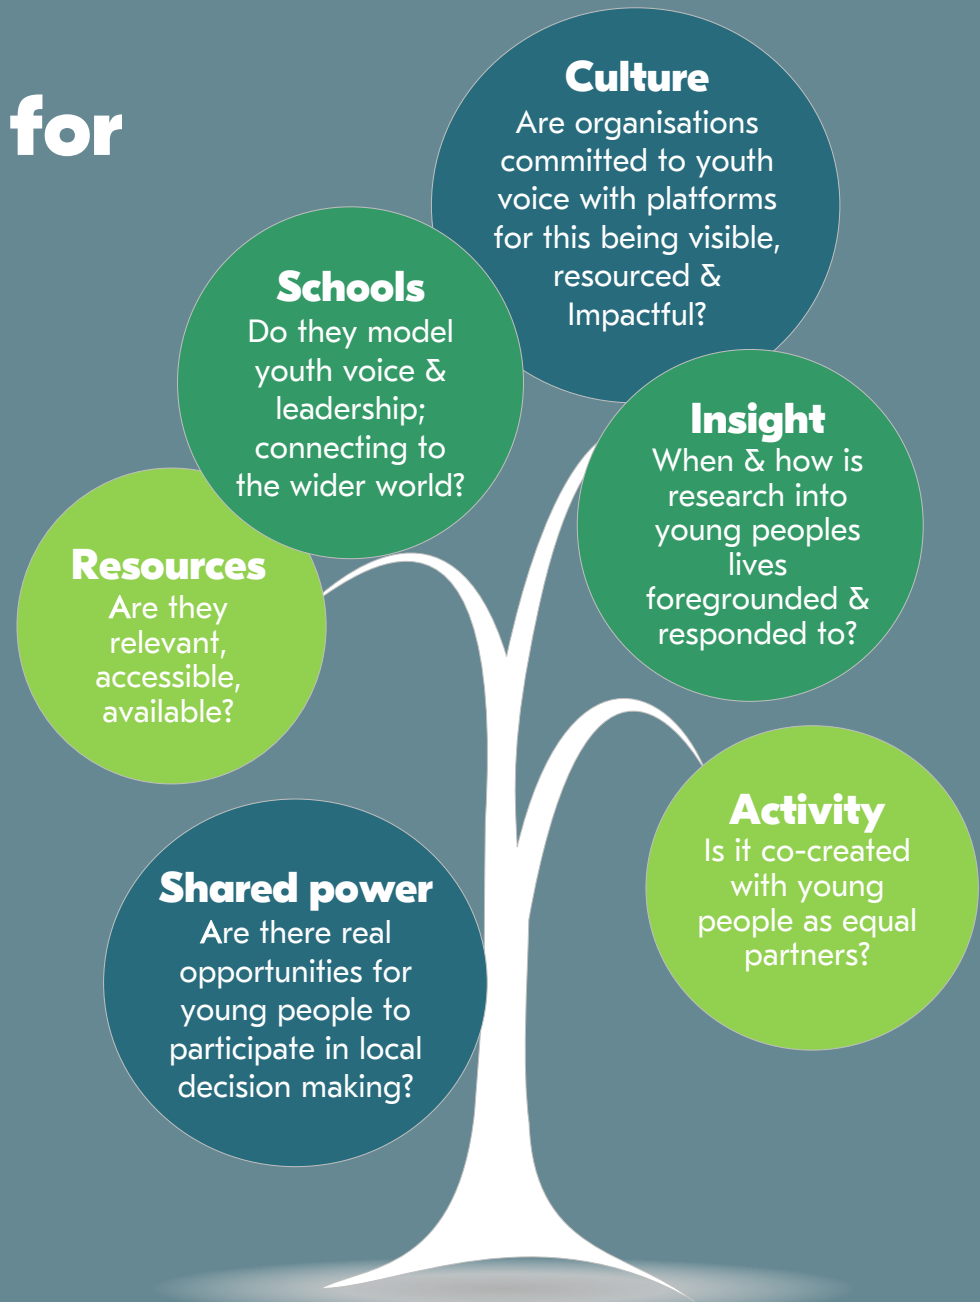 for
Culture
Are organisations
committed to youth
voice with platforms
for this being visible,
resourced &
Impactful?
Schools
Do they model
youth voice &
leadership;
connecting to
the wider world?
Insight
When & how is
research into
young peoples
lives
foregrounded &
responded to?
Resources
Are they
relevant,
accessible,
available?
Activity
Is it co-created
with young
people as equal
partners?
Shared power
Are there real
opportunities for
young people to
participate in local
decision making?